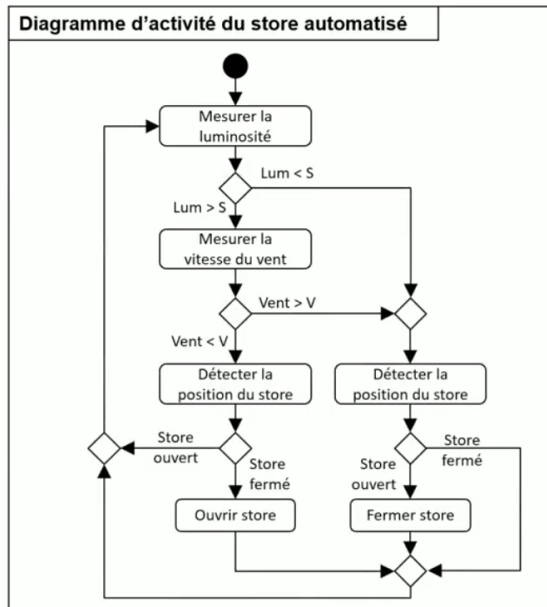 Diagramme d’activité du store automatisé
Mesurer la
luminosité
Lum < S
Lum > S
Mesurer la
vitesse du vent
Vent > V
Vent < V
Détecter la
position du store
Détecter la
position du store
Store
ouvert
Store
fermé
Store
ouvert
Store
fermé
Ouvrir store
Fermer store